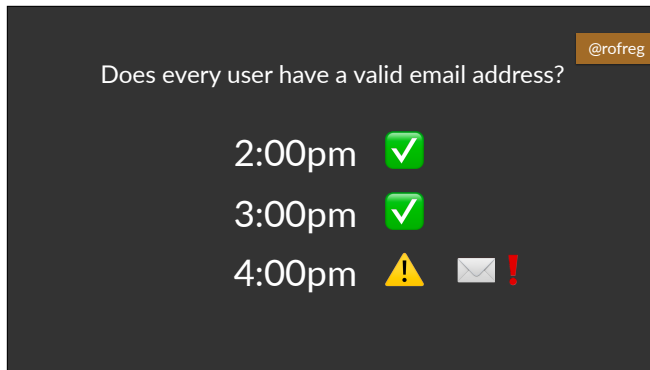 @rofreg
Does every user have a valid email address?
2:00pm ✅
3:00pm ✅
4:00pm ⚠️ ✉️❗